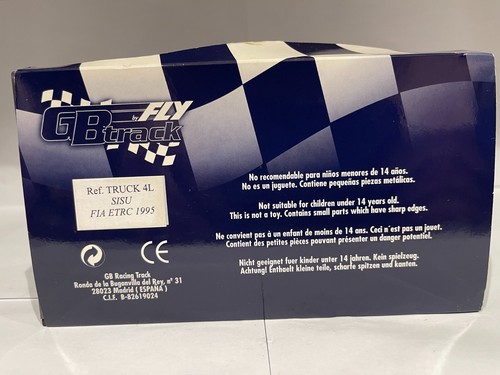 GBtrack by FLY
Ref. TRUCK 4L
SISU
FIA ETRC 1995
CE
GB Racing Track
Ronda de la Buganvilla del Rey, nº 31
28023 Madrid ( ESPAÑA )
C.I.F. B-82619024
No recomendable para niños menores de 14 años.
No es un juguete. Contiene pequeñas piezas metálicas.
Not suitable for children under 14 years old.
This is not a toy. Contains small parts which have sharp edges.
Ne convient pas à un enfant de moins de 14 ans. Ceci n'est pas un jouet.
Contient des petites pièces pouvant présenter un danger potentiel.
Nicht geeignet fuer kinder unter 14 jahren. Kein spielzeug.
Achtung! Enthaelt kleine teile, scharfe spitzen und kanten.